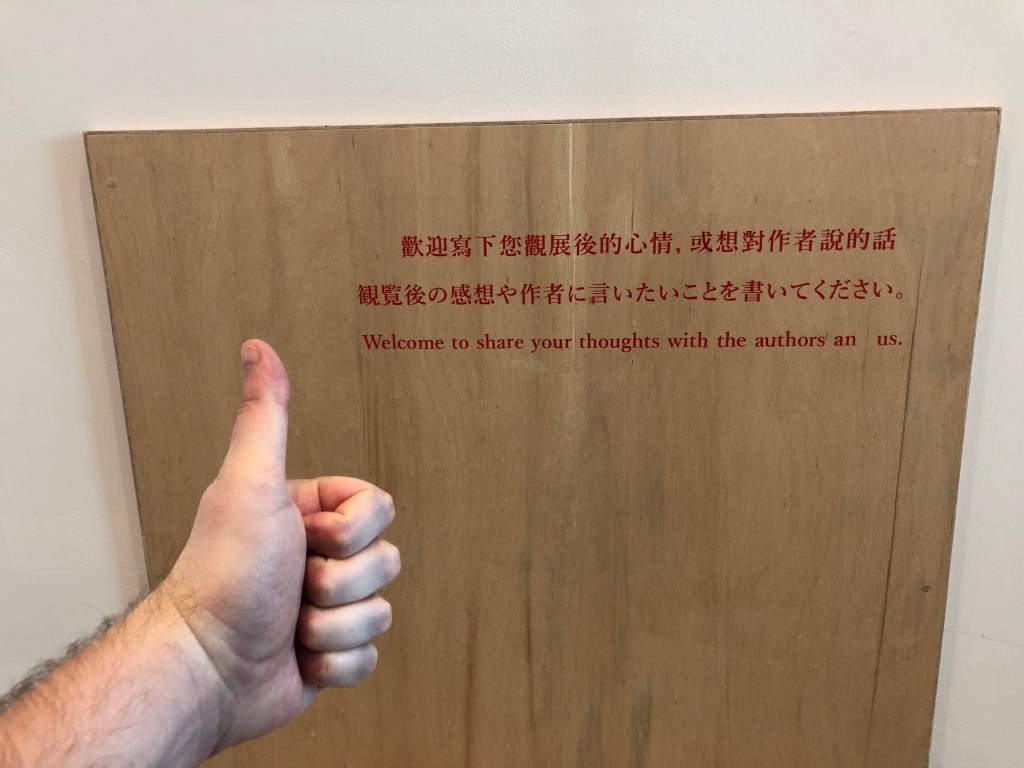 歡迎寫下您觀展後的心情, 或想對作者說的話
観覧後の感想や作者に言いたいことを書いてください。
Welcome to share your thoughts with the authors an us.